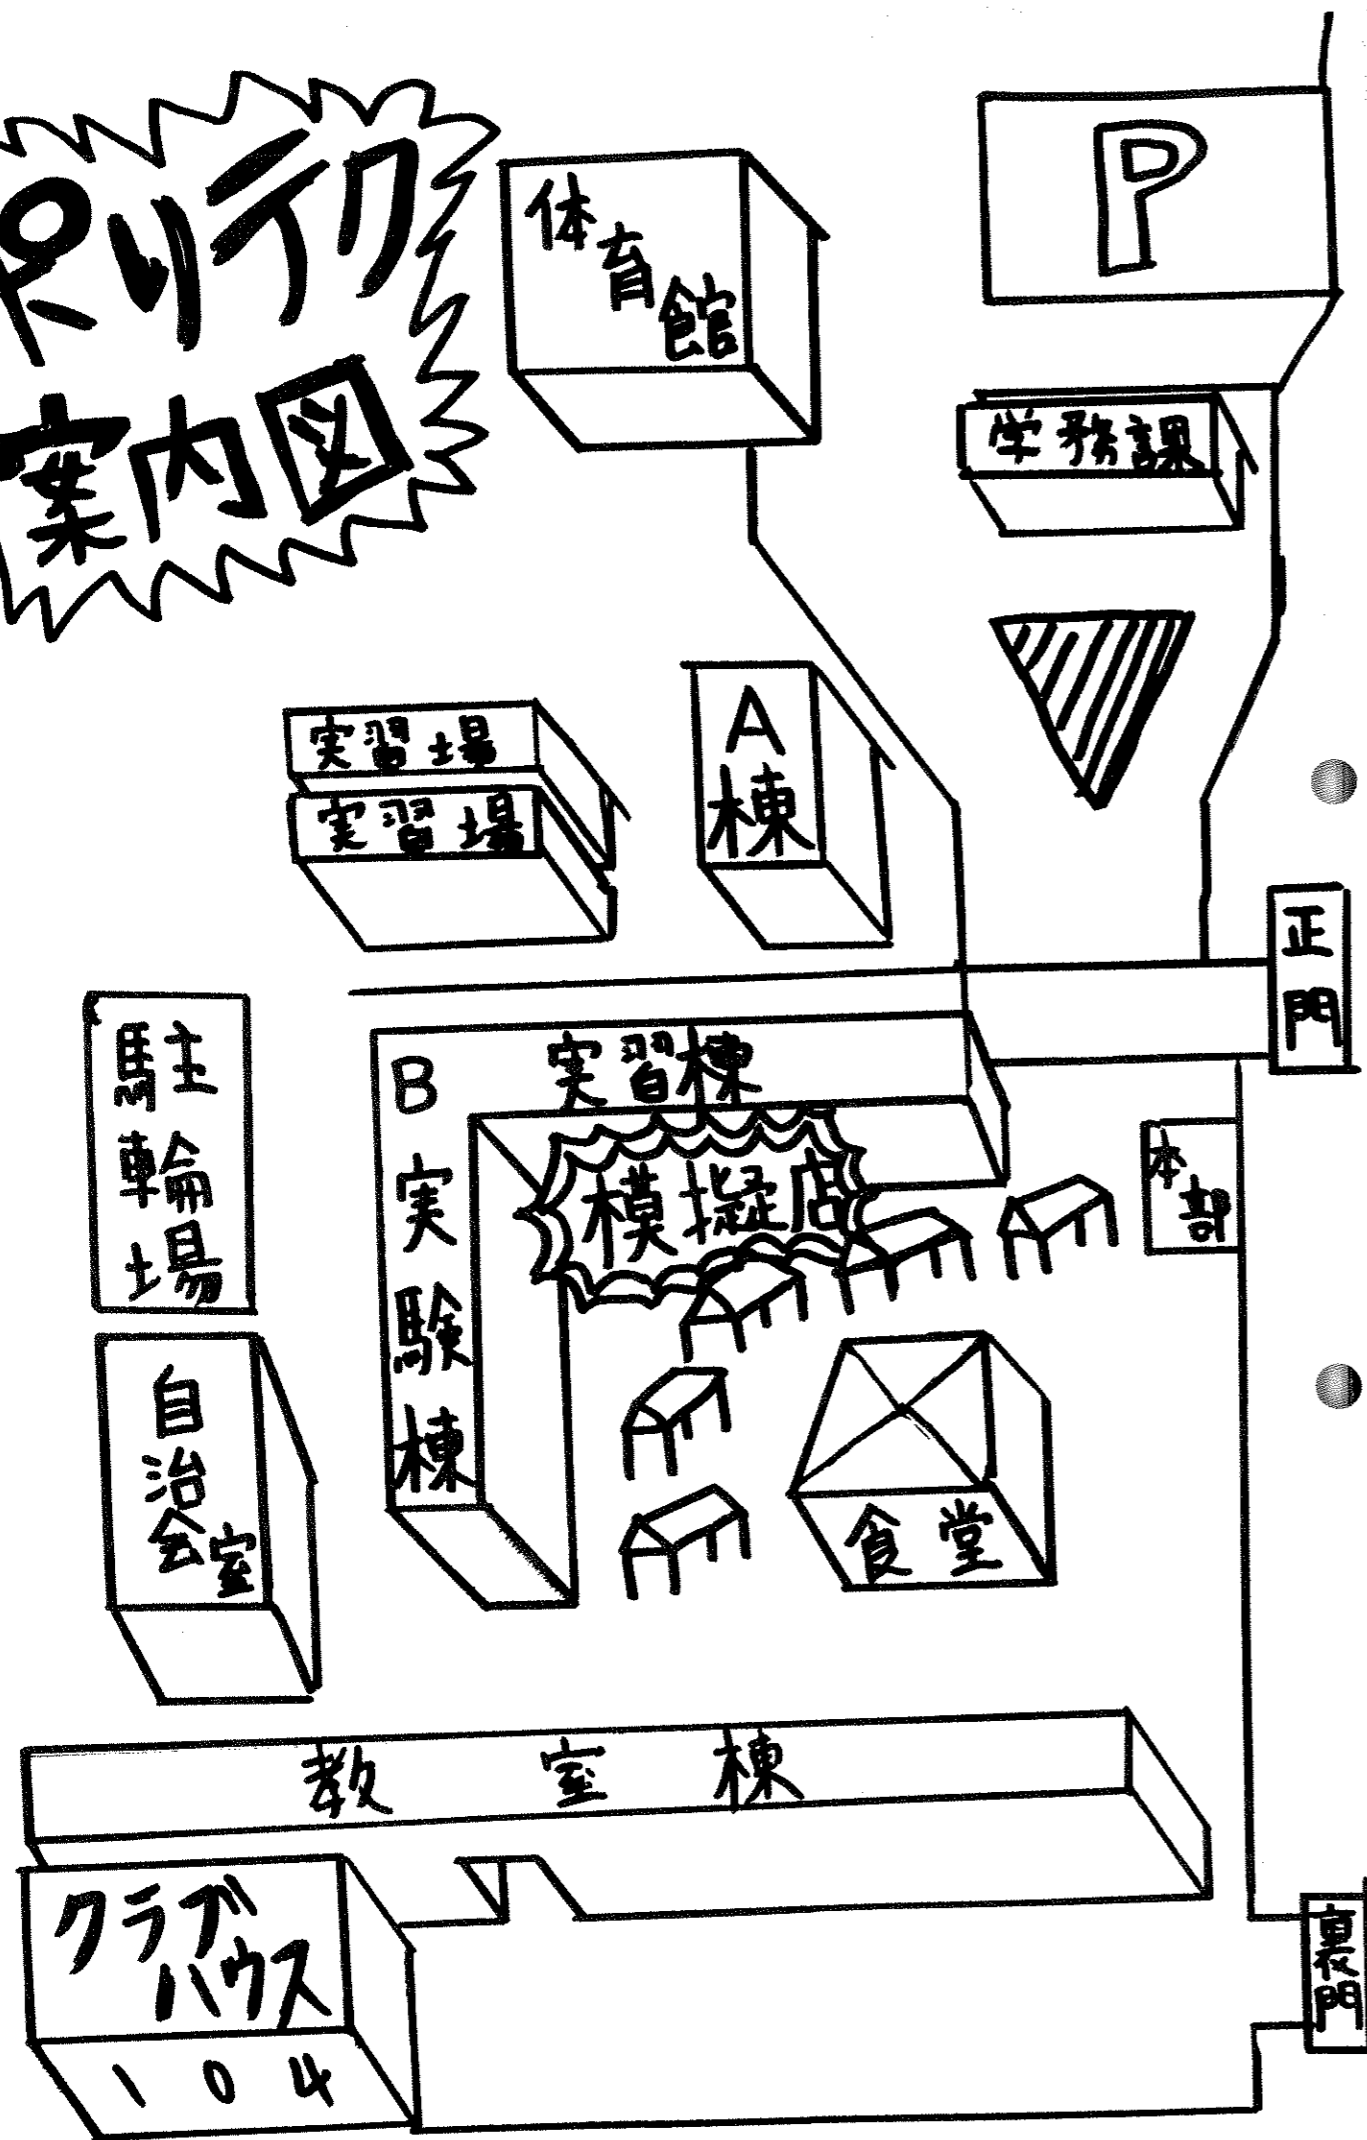 ポリテク
案内図
P
体育館
学務課
A棟
実習場
実習場
正門
駐輪場
B
実習棟
実験棟
模擬店
本部
自治会室
食堂
教室棟
クラブ
ハウス
104
裏門